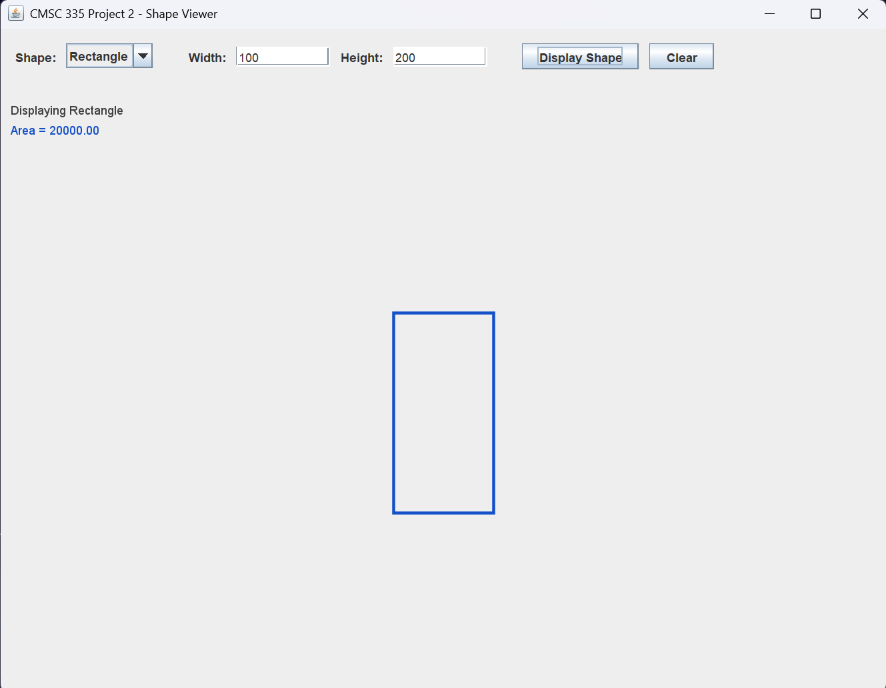 CMSC 335 Project 2 - Shape Viewer
Shape: Rectangle Width: 100 Height: 200 Display Shape Clear
Displaying Rectangle
Area = 20000.00